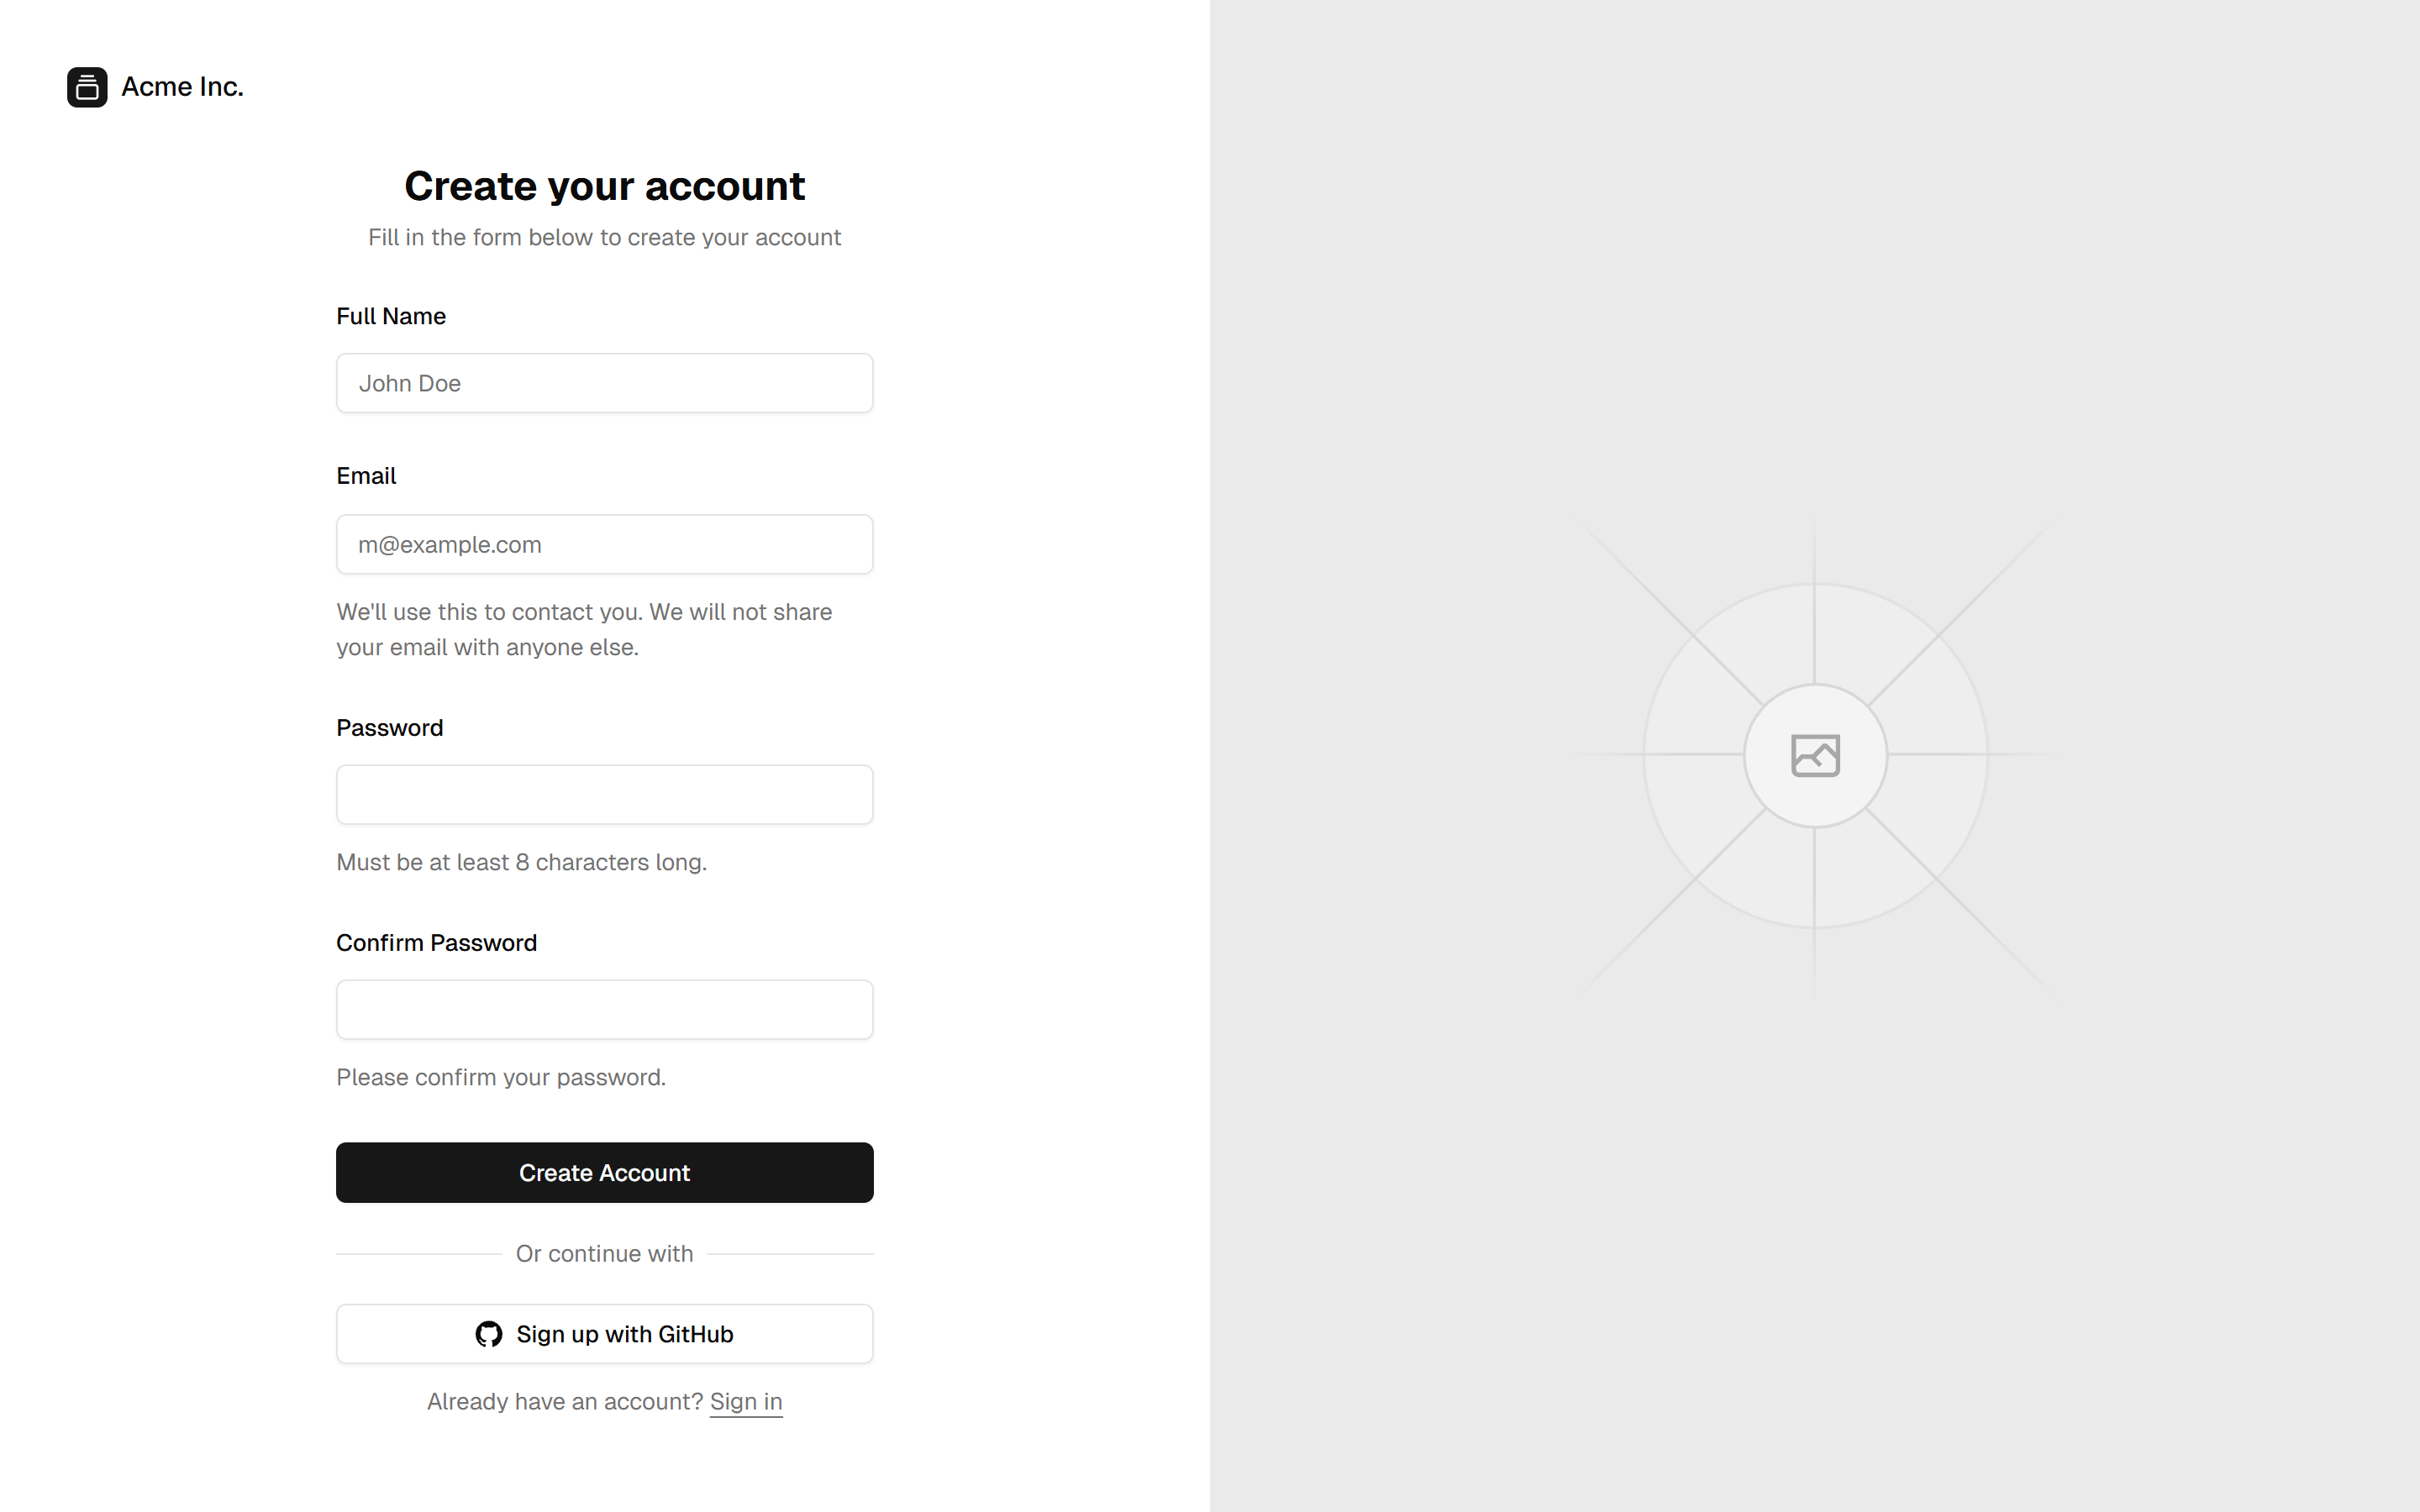 Acme Inc.
Create your account
Fill in the form below to create your account
Full Name
John Doe
Email
m@example.com
We'll use this to contact you. We will not share
your email with anyone else.
Password
Must be at least 8 characters long.
Confirm Password
Please confirm your password.
Create Account
Or continue with
Sign up with GitHub
Already have an account? Sign in